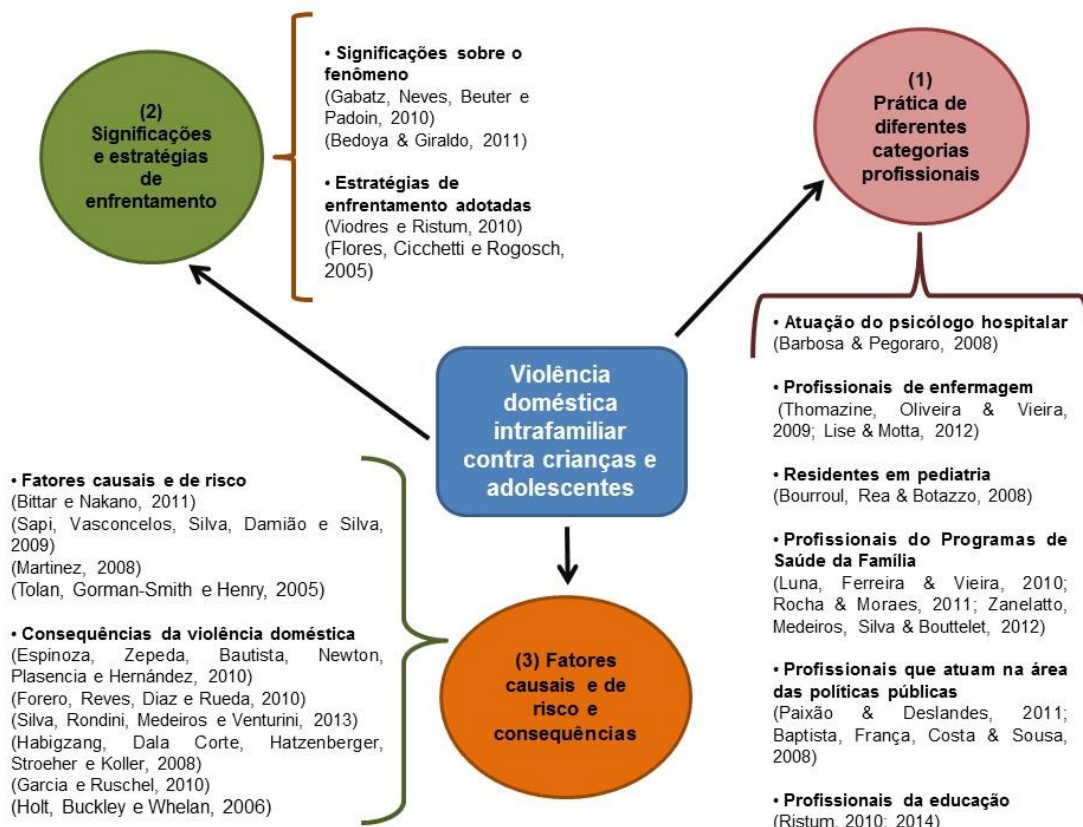 (2)
Significações
e estratégias
de
enfrentamento
• Significações sobre o
fenômeno
(Gabatz, Neves, Beuter e
Padoin, 2010)
(Bedoya & Giraldo, 2011)
• Estratégias de
enfrentamento adotadas
(Viodres e Ristum, 2010)
(Flores, Cicchetti e Rogosch,
2005)
(1)
Prática de
diferentes
categorias
profissionais
• Atuação do psicólogo hospitalar
(Barbosa & Pegoraro, 2008)
• Profissionais de enfermagem
(Thomazine, Oliveira & Vieira,
2009; Lise & Motta, 2012)
• Residentes em pediatria
(Bourroul, Rea & Botazzo, 2008)
• Profissionais do Programas de
Saúde da Família
(Luna, Ferreira & Vieira, 2010;
Rocha & Moraes, 2011; Zanelatto,
Medeiros, Silva & Bouttelet, 2012)
• Profissionais que atuam na área
das políticas públicas
(Paixão & Deslandes, 2011;
Baptista, França, Costa & Sousa,
2008)
• Profissionais da educação
(Ristum, 2010; 2014)
Violência
doméstica
intrafamiliar
contra crianças e
adolescentes
• Fatores causais e de risco
(Bittar e Nakano, 2011)
(Sapi, Vasconcelos, Silva, Damião e Silva,
2009)
(Martinez, 2008)
(Tolan, Gorman-Smith e Henry, 2005)
• Consequências da violência doméstica
(Espinoza, Zepeda, Bautista, Newton,
Plasencia e Hernández, 2010)
(Forero, Reves, Diaz e Rueda, 2010)
(Silva, Rondini, Medeiros e Venturini, 2013)
(Habigzang, Dala Corte, Hatzenberger,
Stroeher e Koller, 2008)
(Garcia e Ruschel, 2010)
(Holt, Buckley e Whelan, 2006)
(3) Fatores
causais e de
risco e
consequências